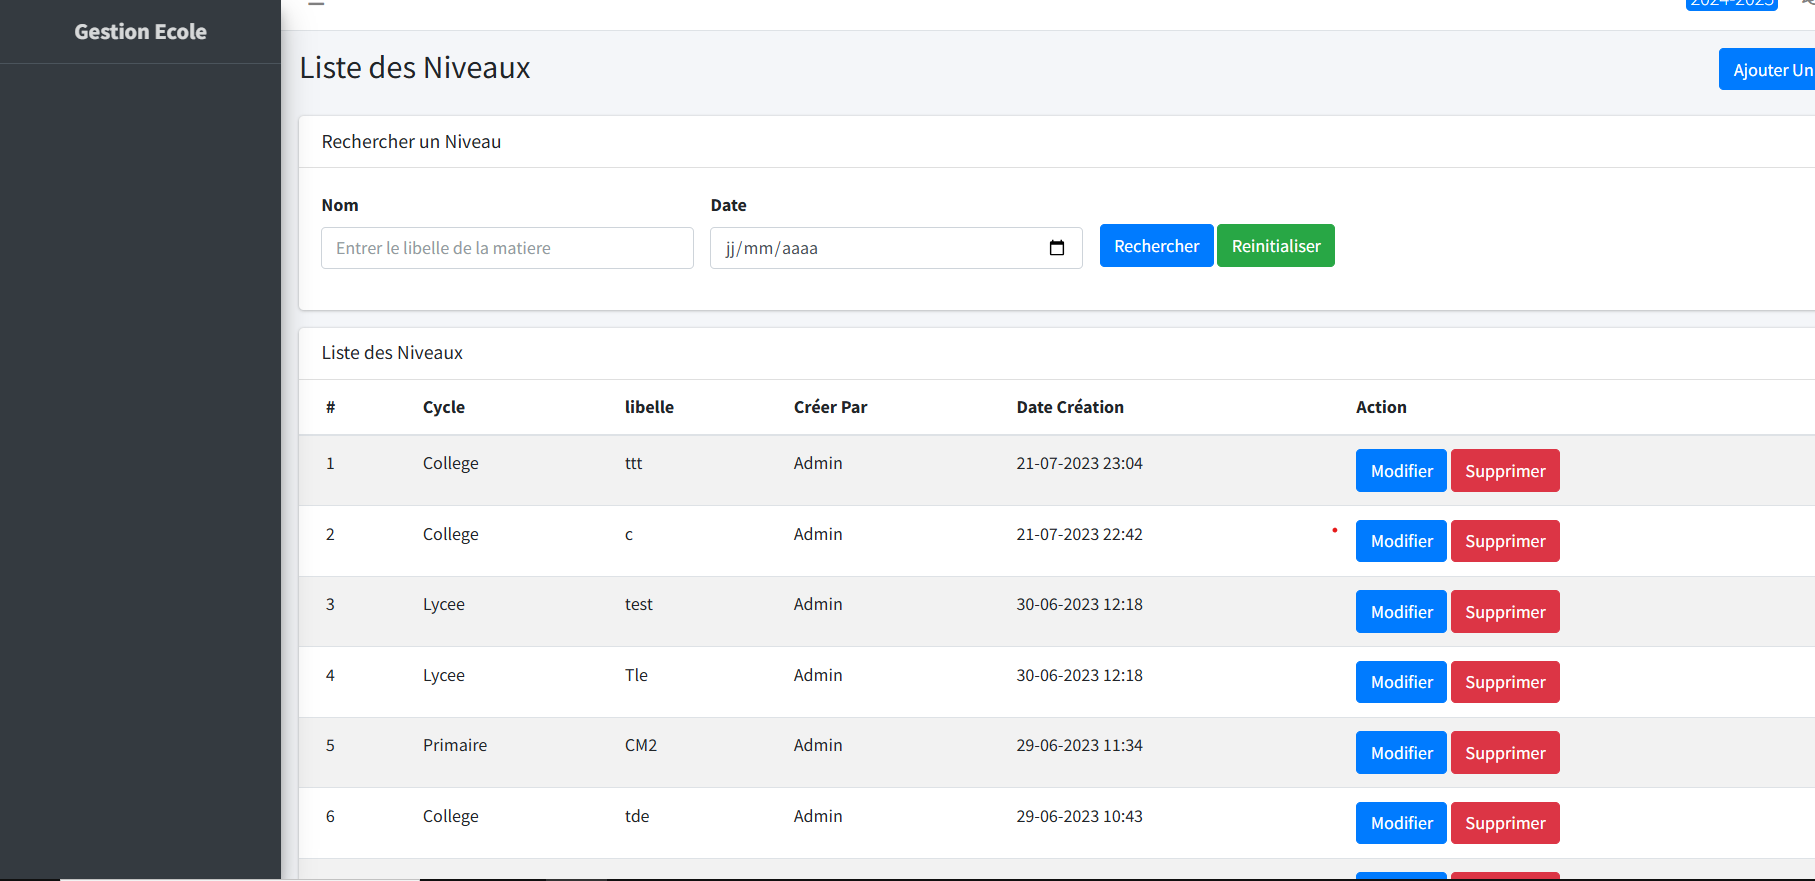 Gestion Ecole
2024-2025
Liste des Niveaux
Ajouter Un
Rechercher un Niveau
Nom Date
Entrer le libelle de la matiere jj/mm/aaaa Rechercher Reinitialiser
Liste des Niveaux
# Cycle libelle Créer Par Date Création Action
1 College ttt Admin 21-07-2023 23:04 Modifier Supprimer
2 College c Admin 21-07-2023 22:42 Modifier Supprimer
3 Lycee test Admin 30-06-2023 12:18 Modifier Supprimer
4 Lycee Tle Admin 30-06-2023 12:18 Modifier Supprimer
5 Primaire CM2 Admin 29-06-2023 11:34 Modifier Supprimer
6 College tde Admin 29-06-2023 10:43 Modifier Supprimer